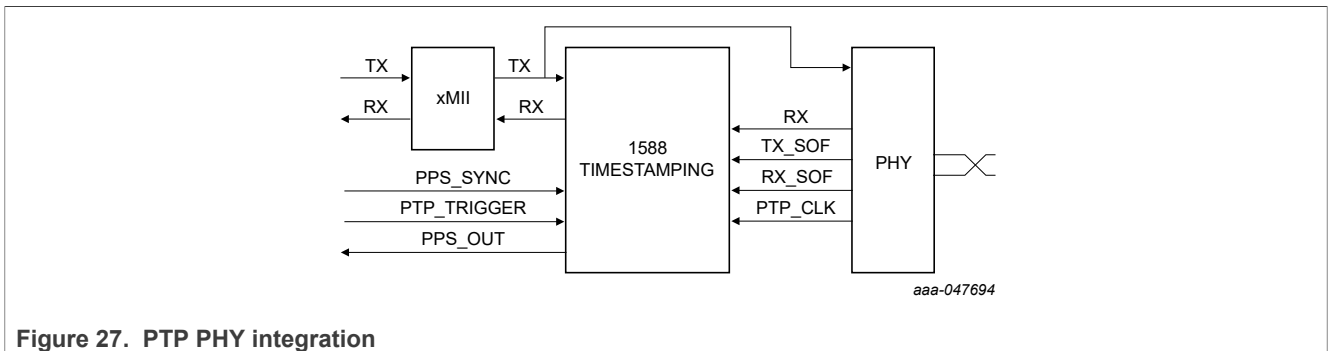 TX
TX
xMII
RX
RX
RX
1588
TIMESTAMPING
TX_SOF
PHY
RX_SOF
PPS_SYNC
PTP_TRIGGER
PTP_CLK
PPS_OUT
aaa-047694
Figure 27. PTP PHY integration